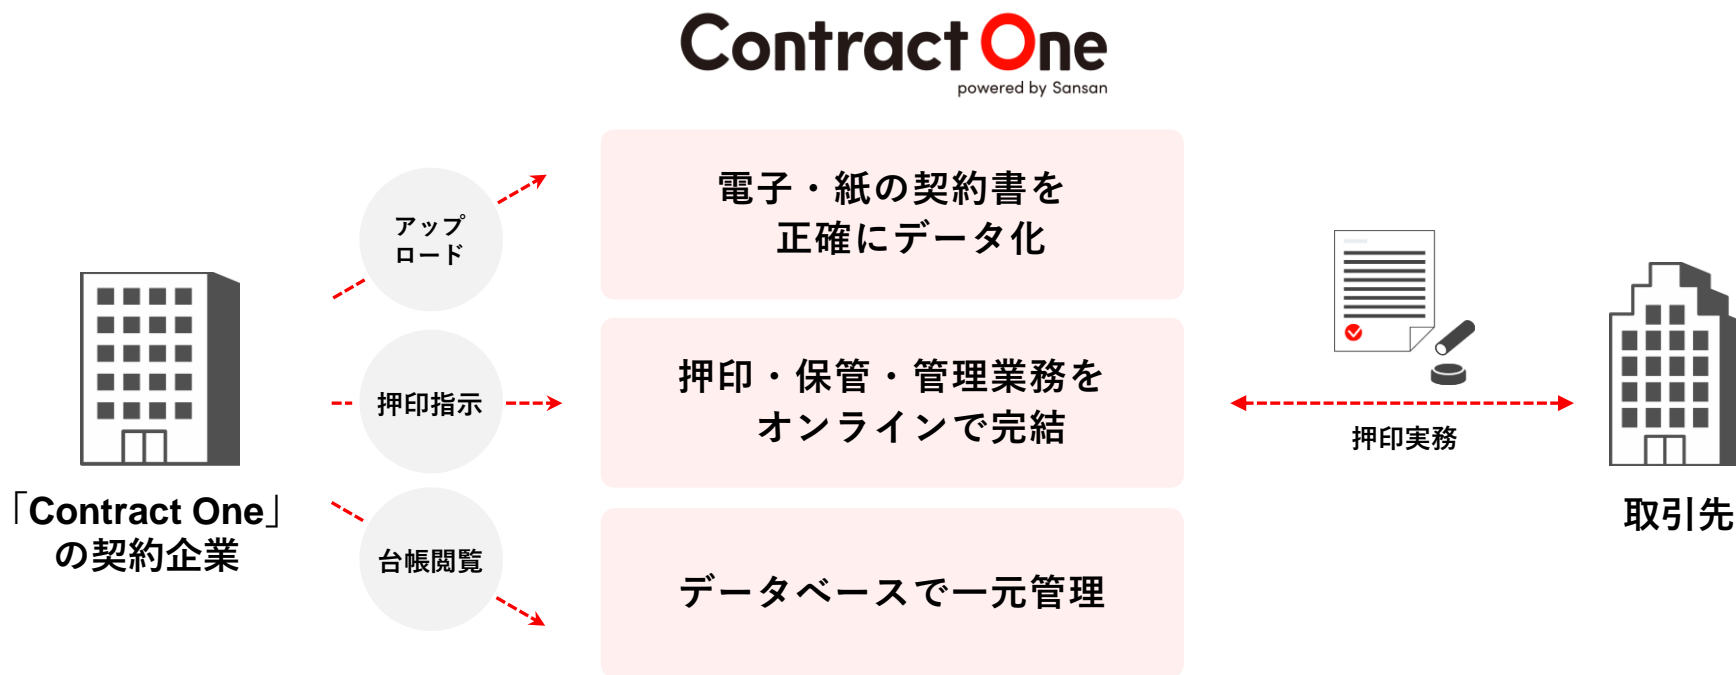 Contract One
powered by Sansan
アップ
ロード
電子・紙の契約書を
正確にデータ化
押印指示
押印・保管・管理業務を
オンラインで完結
押印実務
「Contract One」
の契約企業
取引先
台帳閲覧
データベースで一元管理